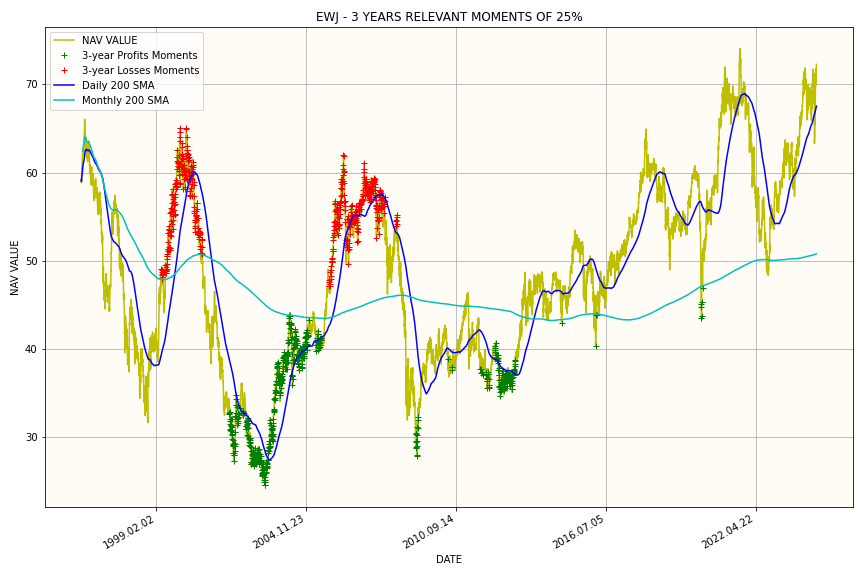 EWJ - 3 YEARS RELEVANT MOMENTS OF 25%
NAV VALUE
3-year Profits Moments
3-year Losses Moments
Daily 200 SMA
Monthly 200 SMA
NAV VALUE
70
60
50
40
30
1999.02.02
2004.11.23
2010.09.14
2016.07.05
2022.04.22
DATE